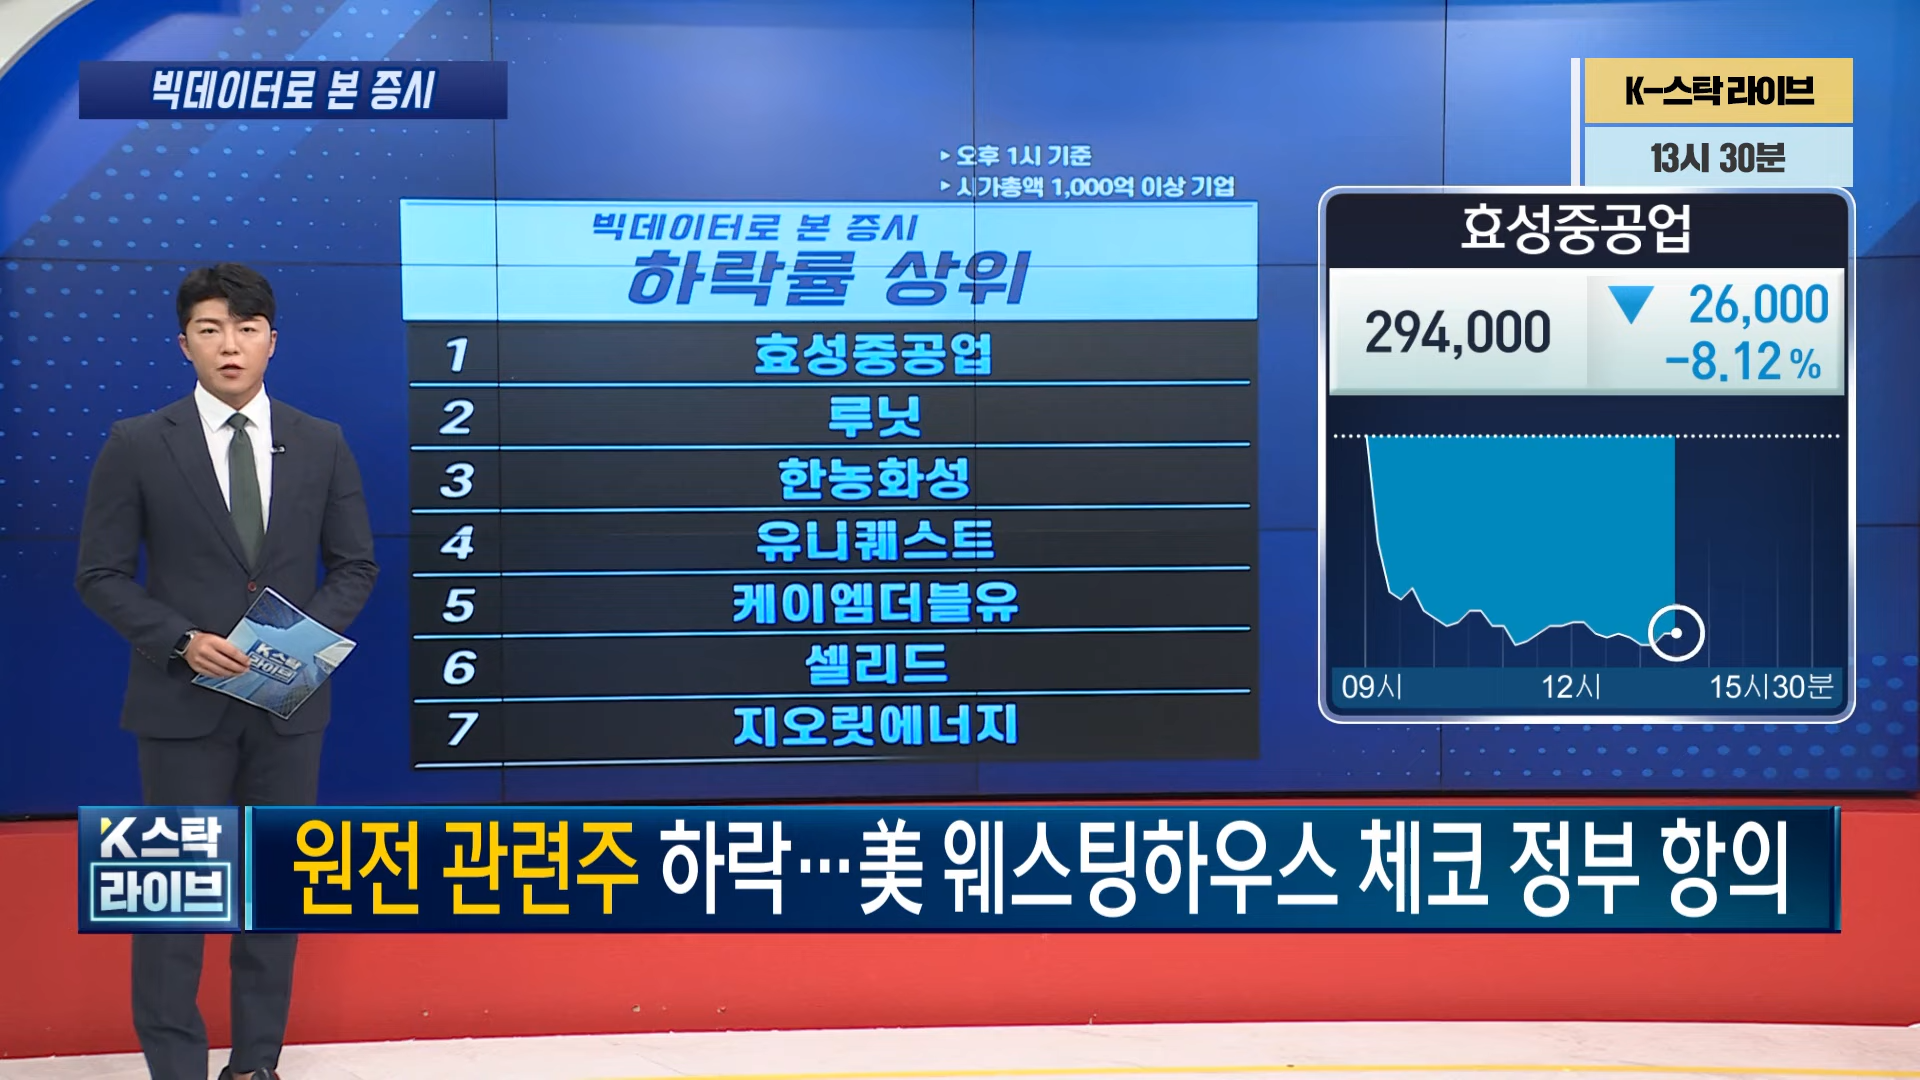 빅데이터로 본 증시
K-스탁 라이브
13시 30분
▸ 오후 1시 기준
▸ 시가총액 1,000억 이상 기업
빅데이터로 본 증시
하락률 상위
1 효성중공업
2 루닛
3 한농화성
4 유니퀘스트
5 케이엠더블유
6 셀리드
7 지오릿에너지
효성중공업
294,000
▼ 26,000
-8.12 %
09시 12시 15시30분
K스탁
라이브
K스탁
라이브
원전 관련주 하락…美 웨스팅하우스 체코 정부 항의